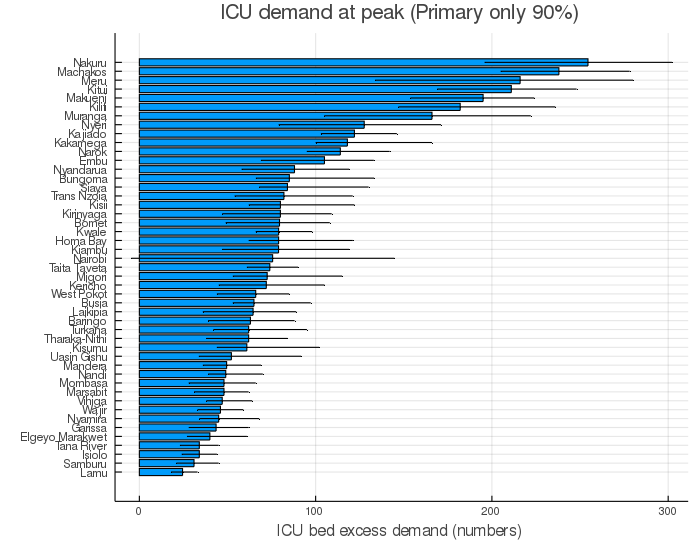 ICU demand at peak (Primary only 90%)
Nakuru
Machakos
Meru
Kitui
Makueni
Kilifi
Muranga
Nyeri
Kajiado
Kakamega
Narok
Embu
Nyandarua
Bungoma
Siaya
Trans Nzoia
Kisii
Kirinyaga
Bomet
Kwale
Homa Bay
Kiambu
Nairobi
Taita Taveta
Migori
Kericho
West Pokot
Busia
Laikipia
Baringo
Turkana
Tharaka-Nithi
Kisumu
Uasin Gishu
Mandera
Nandi
Mombasa
Marsabit
Vihiga
Wajir
Nyamira
Garissa
Elgeyo Marakwet
Tana River
Isiolo
Samburu
Lamu
0 100 200 300
ICU bed excess demand (numbers)